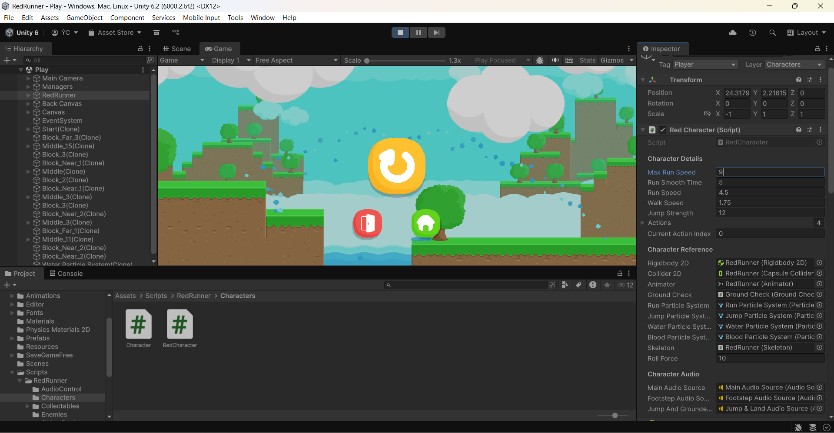 RedRunner - Play - Windows, Mac, Linux - Unity 6.2 (6000.2.1f2) <DX12>
File Edit Assets GameObject Component Services Mobile Input Tools Window Help
Unity 6 YC Asset Store Layout
Hierarchy Scene Game Inspector
All Game Display 1 Free Aspect Scale 1.3x Play Focused Stats Gizmos
Tag Player Layer Characters
Play
Main Camera
Managers
RedRunner
Back Canvas
Canvas
EventSystem
Start(Clone)
Block_Far_3(Clone)
Middle_15(Clone)
Block_3(Clone)
Block_Near_1(Clone)
Middle(Clone)
Block_2(Clone)
Block_Near_1(Clone)
Middle_3(Clone)
Block_3(Clone)
Block_Near_2(Clone)
Middle_3(Clone)
Block_Far_1(Clone)
Middle_11(Clone)
Block_Near_2(Clone)
Block_Near_2(Clone)
Water Particle System(Clone)
Transform
Position X 24.3179 Y 2.21815 Z 0
Rotation X 0 Y 0 Z 0
Scale X -1 Y 1 Z 1
Red Character (Script)
Script RedCharacter
Character Details
Max Run Speed 9
Run Smooth Time 5
Run Speed 4.5
Walk Speed 1.75
Jump Strength 12
Actions 4
Current Action Index 0
Character Reference
Rigidbody 2D RedRunner (Rigidbody 2D)
Collider 2D RedRunner (Capsule Collider
Animator RedRunner (Animator)
Ground Check Ground Check (Ground Chec
Run Particle System Run Particle System (Particl
Jump Particle Syst... Jump Particle System (Partic
Water Particle Syst... Water Particle System (Partic
Blood Particle Syst... Blood Particle System (Partic
Skeleton RedRunner (Skeleton)
Roll Force 10
Character Audio
Main Audio Source Main Audio Source (Audio So
Footstep Audio So... Footstep Audio Source (Audi
Jump And Grounde... Jump & Land Audio Source (A
Project Console
12
Animations
Editor
Fonts
Materials
Physics Materials 2D
Prefabs
Resources
SaveGameFree
Scenes
Scripts
RedRunner
AudioControl
Characters
Collectables
Enemies
Assets > Scripts > RedRunner > Characters
Character RedCharacter